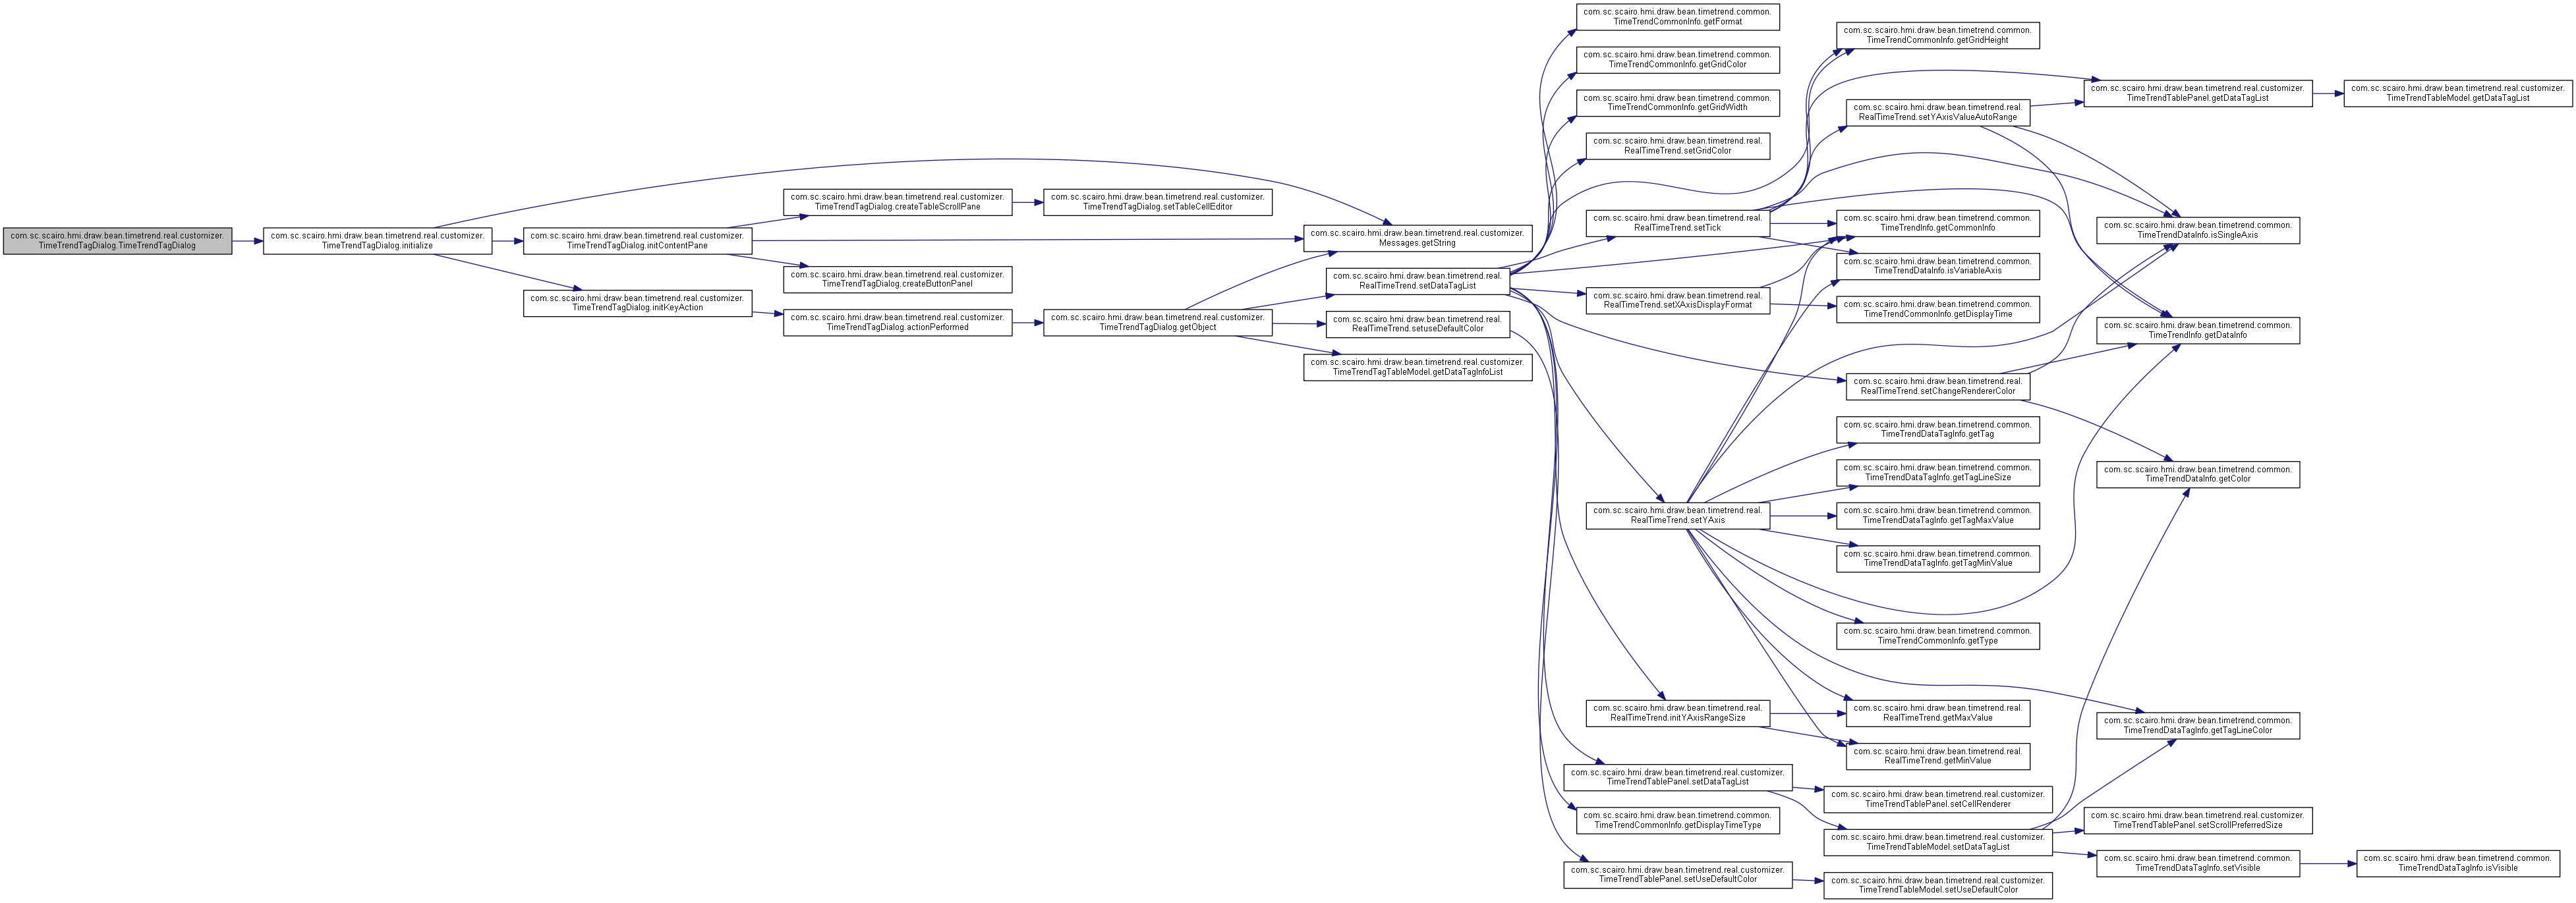 com.sc.scairo.hmi.draw.bean.timetrend.real.customizer.
TimeTrendTagDialog.TimeTrendTagDialog
com.sc.scairo.hmi.draw.bean.timetrend.real.customizer.
TimeTrendTagDialog.initialize
com.sc.scairo.hmi.draw.bean.timetrend.real.customizer.
TimeTrendTagDialog.initContentPane
com.sc.scairo.hmi.draw.bean.timetrend.real.customizer.
TimeTrendTagDialog.initKeyAction
com.sc.scairo.hmi.draw.bean.timetrend.real.customizer.
TimeTrendTagDialog.createTableScrollPane
com.sc.scairo.hmi.draw.bean.timetrend.real.customizer.
TimeTrendTagDialog.createButtonPanel
com.sc.scairo.hmi.draw.bean.timetrend.real.customizer.
TimeTrendTagDialog.actionPerformed
com.sc.scairo.hmi.draw.bean.timetrend.real.customizer.
TimeTrendTagDialog.setTableCellEditor
com.sc.scairo.hmi.draw.bean.timetrend.real.customizer.
TimeTrendTagDialog.getObject
com.sc.scairo.hmi.draw.bean.timetrend.real.customizer.
Messages.getString
com.sc.scairo.hmi.draw.bean.timetrend.real.
RealTimeTrend.setDataTagList
com.sc.scairo.hmi.draw.bean.timetrend.real.
RealTimeTrend.setuseDefaultColor
com.sc.scairo.hmi.draw.bean.timetrend.real.customizer.
TimeTrendTagTableModel.getDataTagInfoList
com.sc.scairo.hmi.draw.bean.timetrend.common.
TimeTrendCommonInfo.getFormat
com.sc.scairo.hmi.draw.bean.timetrend.common.
TimeTrendCommonInfo.getGridColor
com.sc.scairo.hmi.draw.bean.timetrend.common.
TimeTrendCommonInfo.getGridWidth
com.sc.scairo.hmi.draw.bean.timetrend.real.
RealTimeTrend.setGridColor
com.sc.scairo.hmi.draw.bean.timetrend.real.
RealTimeTrend.setTick
com.sc.scairo.hmi.draw.bean.timetrend.real.
RealTimeTrend.setXAxisDisplayFormat
com.sc.scairo.hmi.draw.bean.timetrend.real.
RealTimeTrend.setYAxis
com.sc.scairo.hmi.draw.bean.timetrend.real.
RealTimeTrend.initYAxisRangeSize
com.sc.scairo.hmi.draw.bean.timetrend.real.customizer.
TimeTrendTablePanel.setDataTagList
com.sc.scairo.hmi.draw.bean.timetrend.common.
TimeTrendCommonInfo.getDisplayTimeType
com.sc.scairo.hmi.draw.bean.timetrend.real.customizer.
TimeTrendTablePanel.setUseDefaultColor
com.sc.scairo.hmi.draw.bean.timetrend.common.
TimeTrendCommonInfo.getGridHeight
com.sc.scairo.hmi.draw.bean.timetrend.real.
RealTimeTrend.setYAxisValueAutoRange
com.sc.scairo.hmi.draw.bean.timetrend.common.
TimeTrendInfo.getCommonInfo
com.sc.scairo.hmi.draw.bean.timetrend.common.
TimeTrendDataInfo.isVariableAxis
com.sc.scairo.hmi.draw.bean.timetrend.common.
TimeTrendCommonInfo.getDisplayTime
com.sc.scairo.hmi.draw.bean.timetrend.real.
RealTimeTrend.setChangeRendererColor
com.sc.scairo.hmi.draw.bean.timetrend.common.
TimeTrendDataTagInfo.getTag
com.sc.scairo.hmi.draw.bean.timetrend.common.
TimeTrendDataTagInfo.getTagLineSize
com.sc.scairo.hmi.draw.bean.timetrend.common.
TimeTrendDataTagInfo.getTagMaxValue
com.sc.scairo.hmi.draw.bean.timetrend.common.
TimeTrendDataTagInfo.getTagMinValue
com.sc.scairo.hmi.draw.bean.timetrend.common.
TimeTrendCommonInfo.getType
com.sc.scairo.hmi.draw.bean.timetrend.real.
RealTimeTrend.getMaxValue
com.sc.scairo.hmi.draw.bean.timetrend.real.
RealTimeTrend.getMinValue
com.sc.scairo.hmi.draw.bean.timetrend.real.customizer.
TimeTrendTablePanel.setCellRenderer
com.sc.scairo.hmi.draw.bean.timetrend.real.customizer.
TimeTrendTableModel.setDataTagList
com.sc.scairo.hmi.draw.bean.timetrend.real.customizer.
TimeTrendTableModel.setUseDefaultColor
com.sc.scairo.hmi.draw.bean.timetrend.real.customizer.
TimeTrendTablePanel.getDataTagList
com.sc.scairo.hmi.draw.bean.timetrend.common.
TimeTrendDataInfo.isSingleAxis
com.sc.scairo.hmi.draw.bean.timetrend.common.
TimeTrendInfo.getDataInfo
com.sc.scairo.hmi.draw.bean.timetrend.common.
TimeTrendDataInfo.getColor
com.sc.scairo.hmi.draw.bean.timetrend.common.
TimeTrendDataTagInfo.getTagLineColor
com.sc.scairo.hmi.draw.bean.timetrend.real.customizer.
TimeTrendTablePanel.setScrollPreferredSize
com.sc.scairo.hmi.draw.bean.timetrend.common.
TimeTrendDataTagInfo.setVisible
com.sc.scairo.hmi.draw.bean.timetrend.real.customizer.
TimeTrendTableModel.getDataTagList
com.sc.scairo.hmi.draw.bean.timetrend.common.
TimeTrendDataTagInfo.isVisible